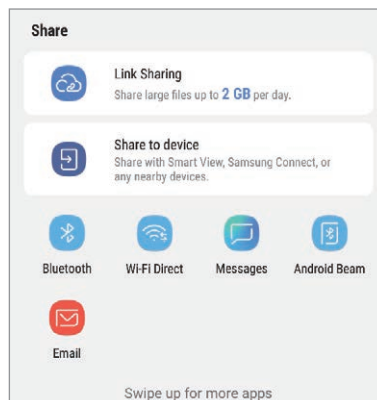 Share
Link Sharing
Share large files up to 2 GB per day.
Share to device
Share with Smart View, Samsung Connect, or
any nearby devices.
Bluetooth
Wi-Fi Direct
Messages
Android Beam
Email
Swipe up for more apps